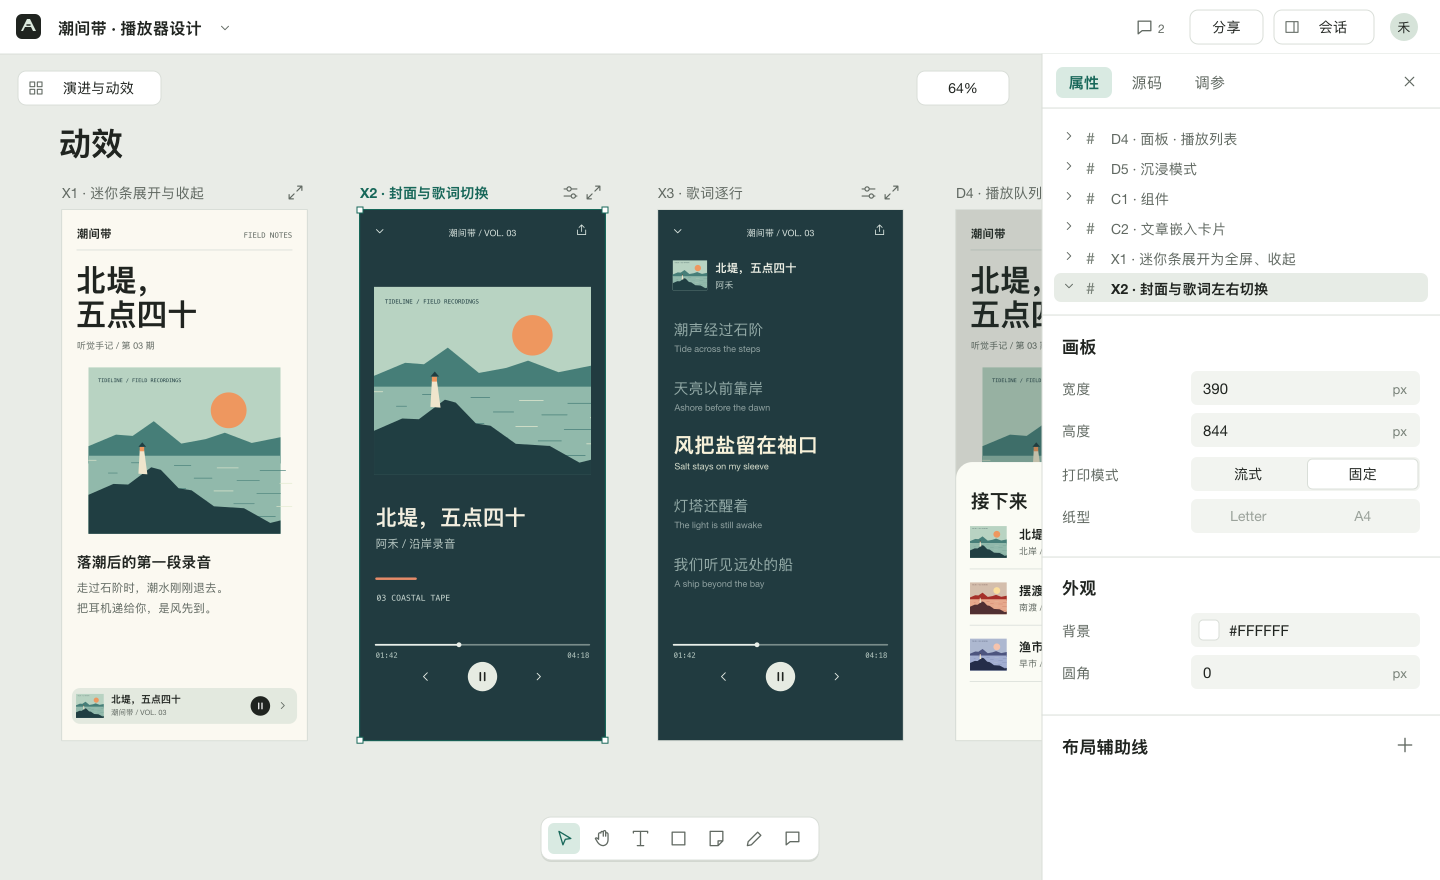 潮间带 · 播放器设计
2
分享
会话
禾
演进与动效
64%
动效
X1 · 迷你条展开与收起
潮间带
FIELD NOTES
北堤，
五点四十
听觉手记 / 第 03 期
TIDELINE / FIELD RECORDINGS
落潮后的第一段录音
走过石阶时，潮水刚刚退去。
把耳机递给你，是风先到。
北堤，五点四十
潮间带 / VOL. 03
X2 · 封面与歌词切换
潮间带 / VOL. 03
TIDELINE / FIELD RECORDINGS
北堤，五点四十
阿禾 / 沿岸录音
03 COASTAL TAPE
01:42
04:18
X3 · 歌词逐行
潮间带 / VOL. 03
北堤，五点四十
阿禾
潮声经过石阶
Tide across the steps
天亮以前靠岸
Ashore before the dawn
风把盐留在袖口
Salt stays on my sleeve
灯塔还醒着
The light is still awake
我们听见远处的船
A ship beyond the bay
01:42
04:18
D4 · 播放队列
潮间带
北堤，
五点四
听觉手记 / 第 03
TIDELINE / FIELD
接下来
北堤
北岸 /
摆渡
南渡 /
渔市
早市 /
属性
源码
调参
# D4 · 面板 · 播放列表
# D5 · 沉浸模式
# C1 · 组件
# C2 · 文章嵌入卡片
# X1 · 迷你条展开为全屏、收起
# X2 · 封面与歌词左右切换
画板
宽度
390
px
高度
844
px
打印模式
流式
固定
纸型
Letter
A4
外观
背景
#FFFFFF
圆角
0
px
布局辅助线